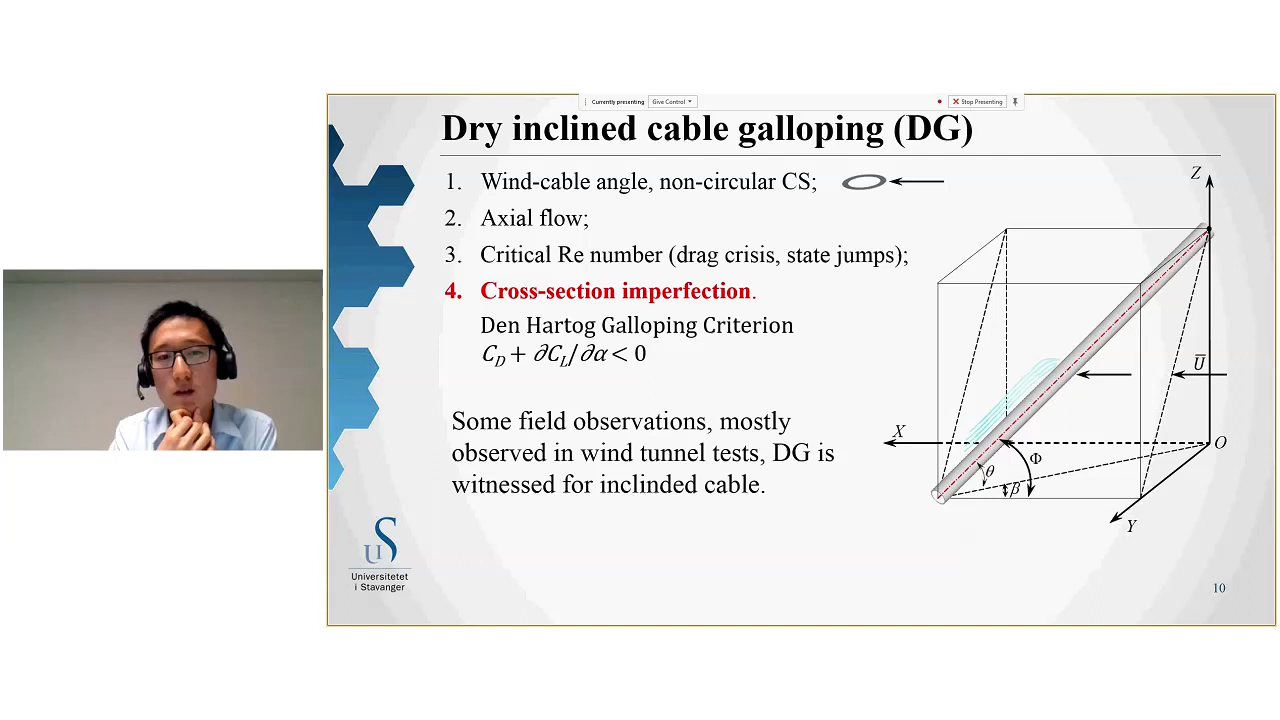 Currently presenting Give Control Stop Presenting
Dry inclined cable galloping (DG)
1. Wind-cable angle, non-circular CS;
2. Axial flow;
3. Critical Re number (drag crisis, state jumps);
4. Cross-section imperfection.
Den Hartog Galloping Criterion
C_D + ∂C_L/∂α < 0
Some field observations, mostly
observed in wind tunnel tests, DG is
witnessed for inclinded cable.
Z
U̅
X
O
Φ
θ
β
Y
US
Universitetet
i Stavanger
10